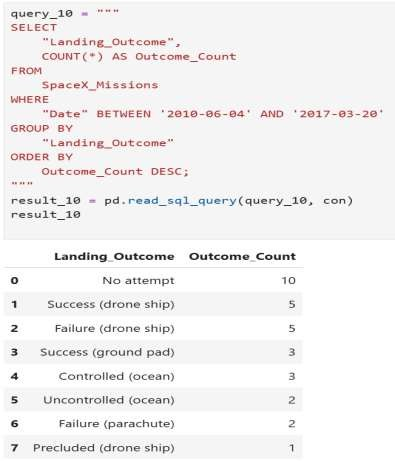 query_10 = """
SELECT
    "Landing_Outcome",
    COUNT(*) AS Outcome_Count
FROM
    SpaceX_Missions
WHERE
    "Date" BETWEEN '2010-06-04' AND '2017-03-20'
GROUP BY
    "Landing_Outcome"
ORDER BY
    Outcome_Count DESC;
"""
result_10 = pd.read_sql_query(query_10, con)
result_10
Landing_Outcome Outcome_Count
0 No attempt 10
1 Success (drone ship) 5
2 Failure (drone ship) 5
3 Success (ground pad) 3
4 Controlled (ocean) 3
5 Uncontrolled (ocean) 2
6 Failure (parachute) 2
7 Precluded (drone ship) 1